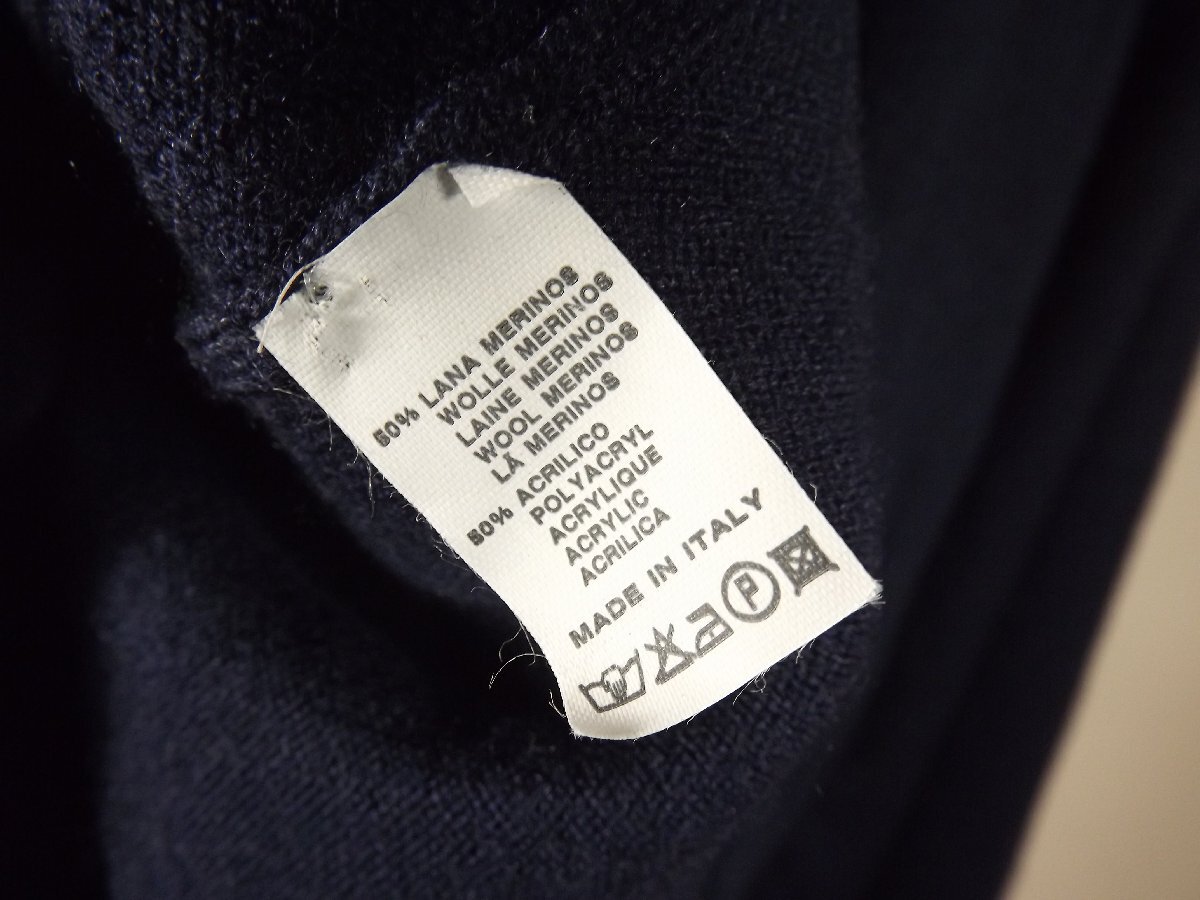 50% LANA MERINOS
WOLLE MERINOS
LAINE MERINOS
WOOL MERINOS
LÃ MERINOS
50% ACRILICO
POLYACRYL
ACRYLIQUE
ACRYLIC
ACRILICA
MADE IN ITALY
P